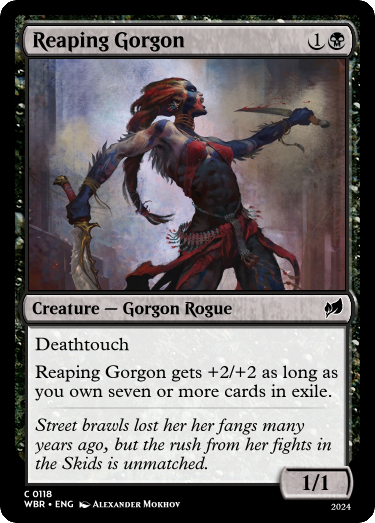 Reaping Gorgon 1
Creature — Gorgon Rogue
Deathtouch
Reaping Gorgon gets +2/+2 as long as
you own seven or more cards in exile.
Street brawls lost her her fangs many
years ago, but the rush from her fights in
the Skids is unmatched.
1/1
C 0118
WBR • ENG Alexander Mokhov
2024